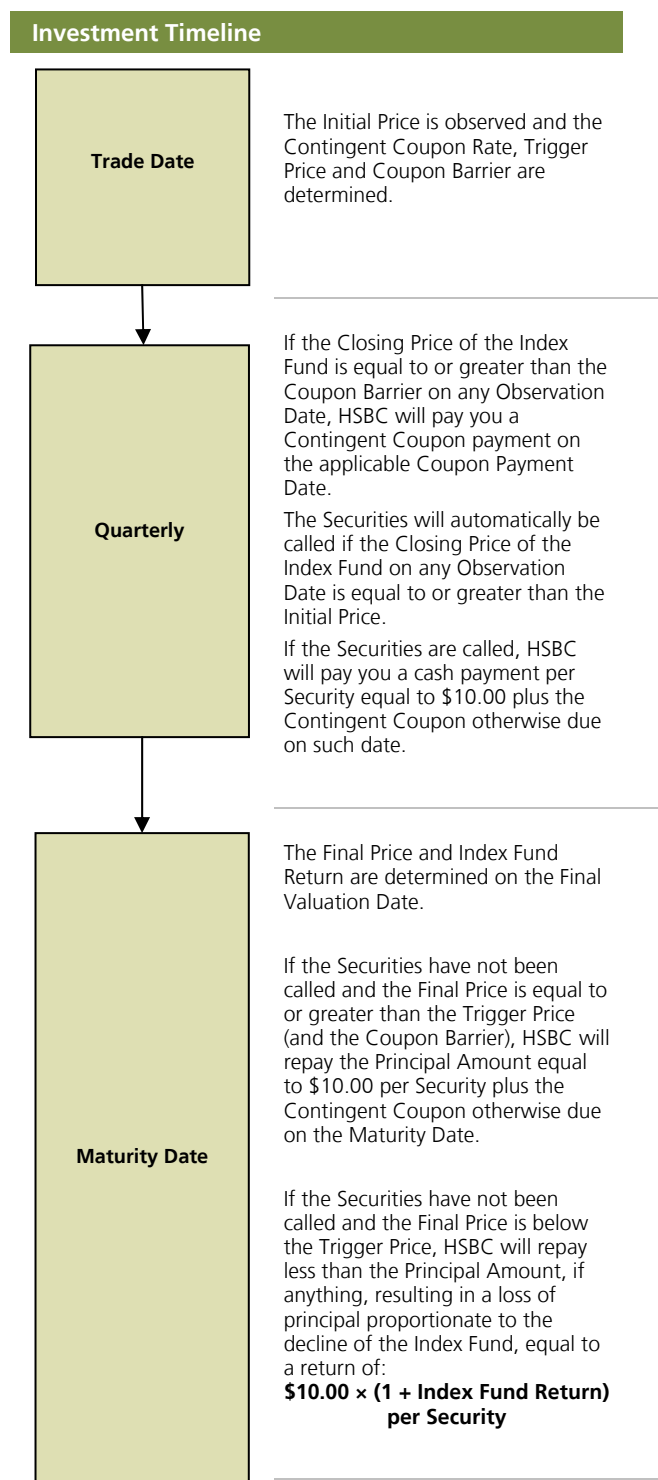 Investment Timeline
Trade Date
The Initial Price is observed and the
Contingent Coupon Rate, Trigger
Price and Coupon Barrier are
determined.
Quarterly
If the Closing Price of the Index
Fund is equal to or greater than the
Coupon Barrier on any Observation
Date, HSBC will pay you a
Contingent Coupon payment on
the applicable Coupon Payment
Date.
The Securities will automatically be
called if the Closing Price of the
Index Fund on any Observation
Date is equal to or greater than the
Initial Price.
If the Securities are called, HSBC
will pay you a cash payment per
Security equal to $10.00 plus the
Contingent Coupon otherwise due
on such date.
Maturity Date
The Final Price and Index Fund
Return are determined on the Final
Valuation Date.
If the Securities have not been
called and the Final Price is equal to
or greater than the Trigger Price
(and the Coupon Barrier), HSBC will
repay the Principal Amount equal
to $10.00 per Security plus the
Contingent Coupon otherwise due
on the Maturity Date.
If the Securities have not been
called and the Final Price is below
the Trigger Price, HSBC will repay
less than the Principal Amount, if
anything, resulting in a loss of
principal proportionate to the
decline of the Index Fund, equal to
a return of:
$10.00 × (1 + Index Fund Return)
per Security